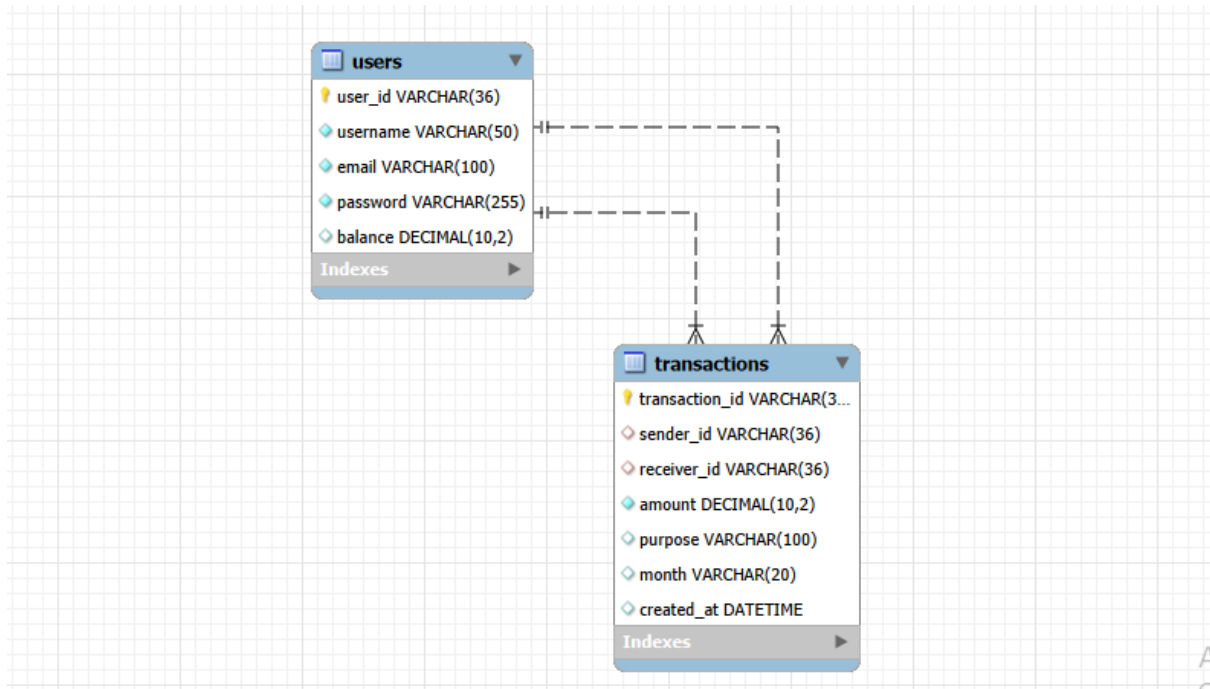 users
user_id VARCHAR(36)
username VARCHAR(50)
email VARCHAR(100)
password VARCHAR(255)
balance DECIMAL(10,2)
Indexes
transactions
transaction_id VARCHAR(3...
sender_id VARCHAR(36)
receiver_id VARCHAR(36)
amount DECIMAL(10,2)
purpose VARCHAR(100)
month VARCHAR(20)
created_at DATETIME
Indexes